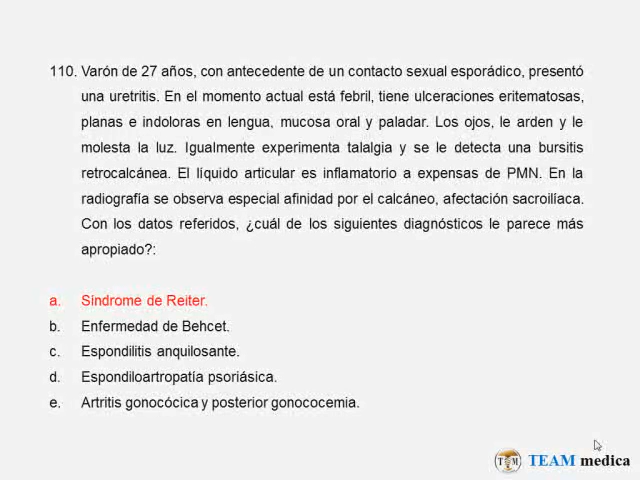 110. Varón de 27 años, con antecedente de un contacto sexual esporádico, presentó
una uretritis. En el momento actual está febril, tiene ulceraciones eritematosas,
planas e indoloras en lengua, mucosa oral y paladar. Los ojos, le arden y le
molesta la luz. Igualmente experimenta talalgia y se le detecta una bursitis
retrocalcánea. El líquido articular es inflamatorio a expensas de PMN. En la
radiografía se observa especial afinidad por el calcáneo, afectación sacroilíaca.
Con los datos referidos, ¿cuál de los siguientes diagnósticos le parece más
apropiado?:
a. Síndrome de Reiter.
b. Enfermedad de Behcet.
c. Espondilitis anquilosante.
d. Espondiloartropatía psoriásica.
e. Artritis gonocócica y posterior gonococemia.
TEAM medica